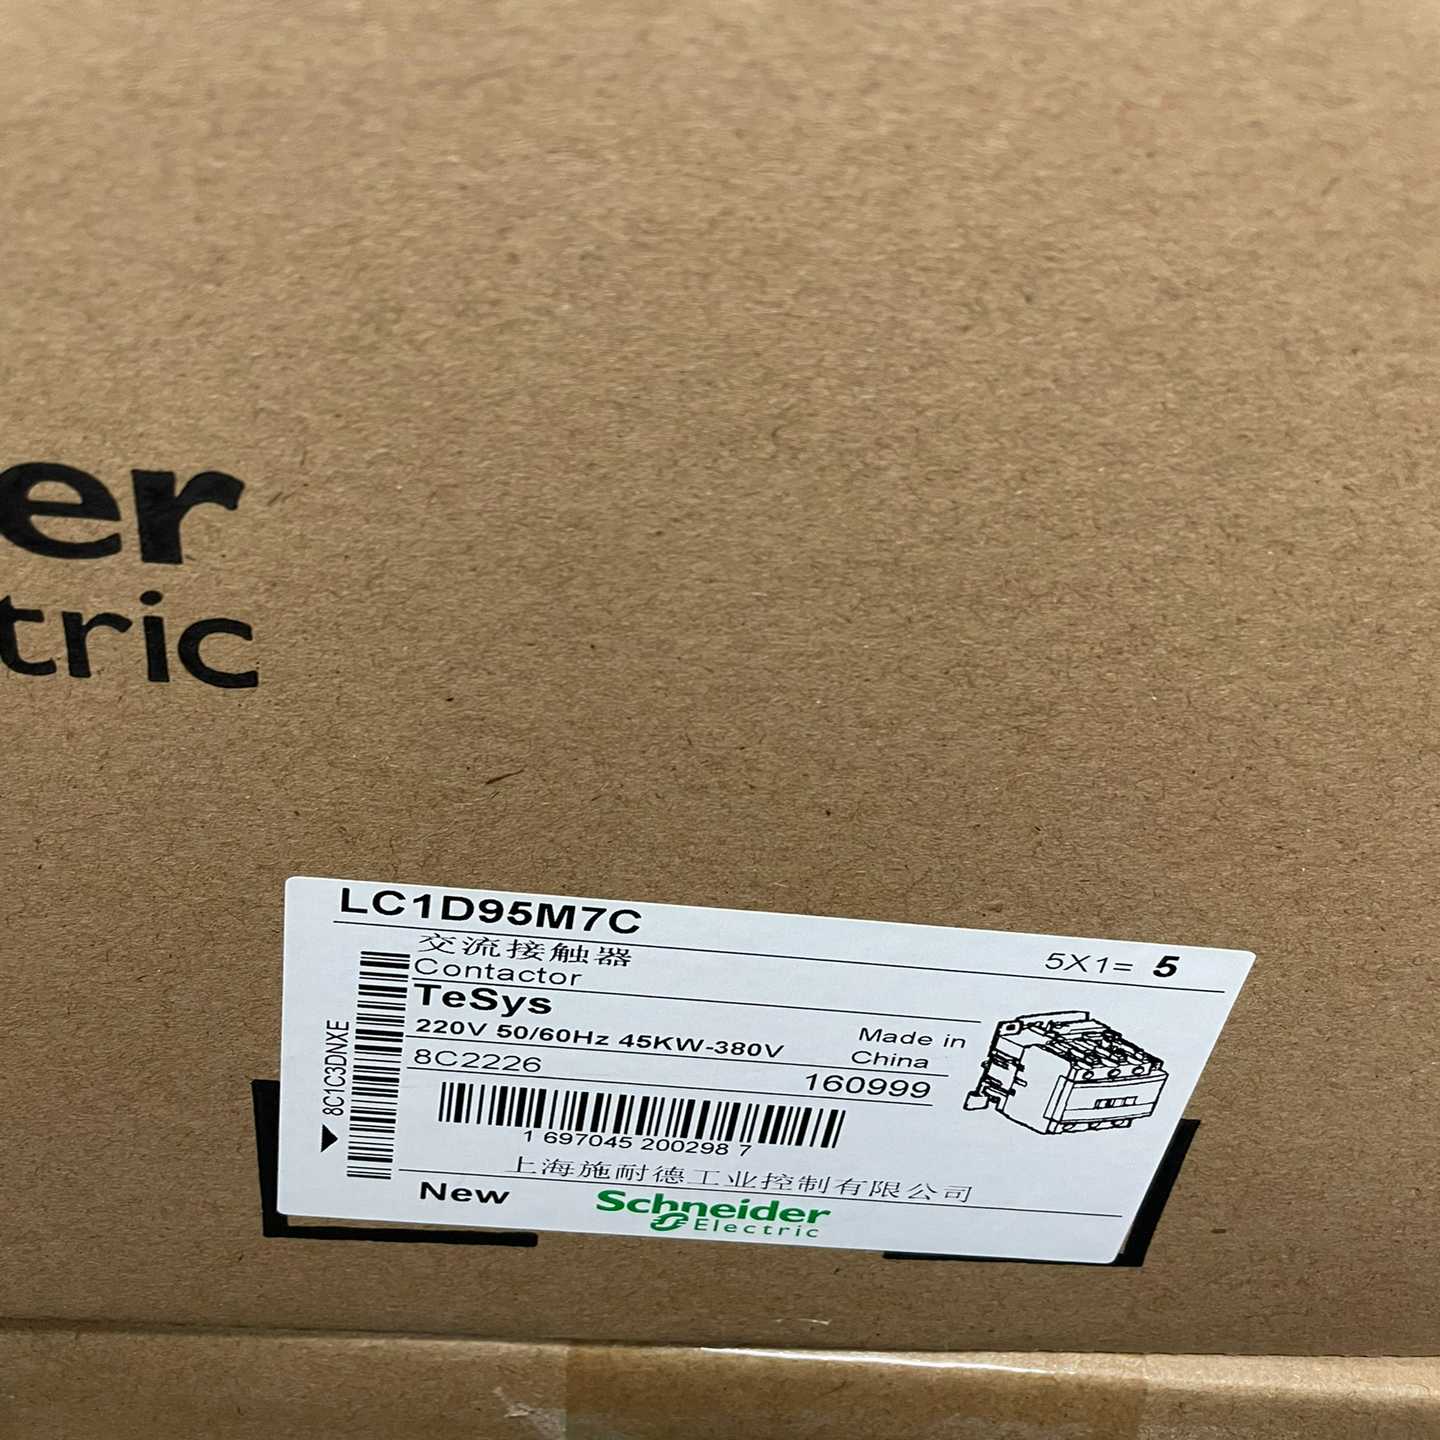 er
tric
LC1D95M7C
交流接触器
Contactor
5X1= 5
TeSys
220V 50/60Hz 45KW-380V
Made in
China
8C2226
160999
8C1C3DNXE
1 697045 200298 7
上海施耐德工业控制有限公司
New
Schneider
Electric